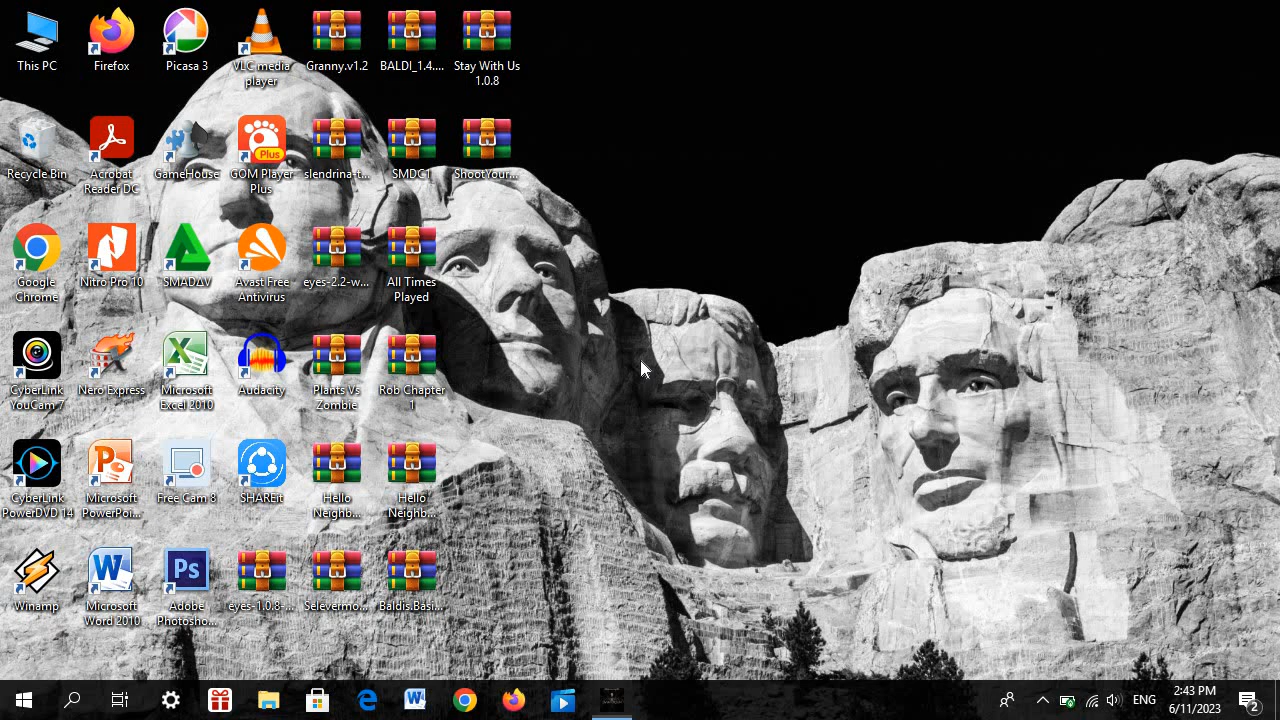 This PC
Firefox
Picasa 3
VLC media
player
Granny.v1.2
BALDI_1.4....
Stay With Us
1.0.8
Recycle Bin
Acrobat
Reader DC
GameHouse
GOM Player
Plus
Plus
slendrina-t...
SMDC1
ShootYour...
Google
Chrome
Nitro Pro 10
SMADAV
Avast Free
Antivirus
eyes-2.2-w...
All Times
Played
CyberLink
YouCam 7
Nero Express
Microsoft
Excel 2010
Audacity
Plants Vs
Zombie
Rob Chapter
1
CyberLink
PowerDVD 14
Microsoft
PowerPoi...
Free Cam 8
SHAREit
Hello
Neighb...
Hello
Neighb...
Winamp
Microsoft
Word 2010
Ps
Adobe
Photosho...
eyes-1.0.8-...
Selevermo...
Baldis.Basi...
ENG
2:43 PM
6/11/2023
2